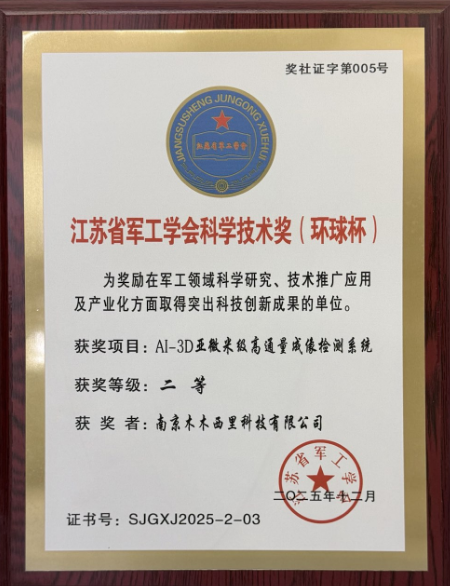 奖社证字第005号
JIANGSUSHENG JUNGONG XUEHUI
江苏省军工学会
江苏省军工学会科学技术奖（环球杯）
为奖励在军工领域科学研究、技术推广应用
及产业化方面取得突出科技创新成果的单位。
获奖项目：AI-3D亚微米级高通量成像检测系统
获奖等级：二 等
获 奖 者：南京木木西里科技有限公司
江苏省军工学会
二〇二五年十二月
证书号：SJGXJ2025-2-03